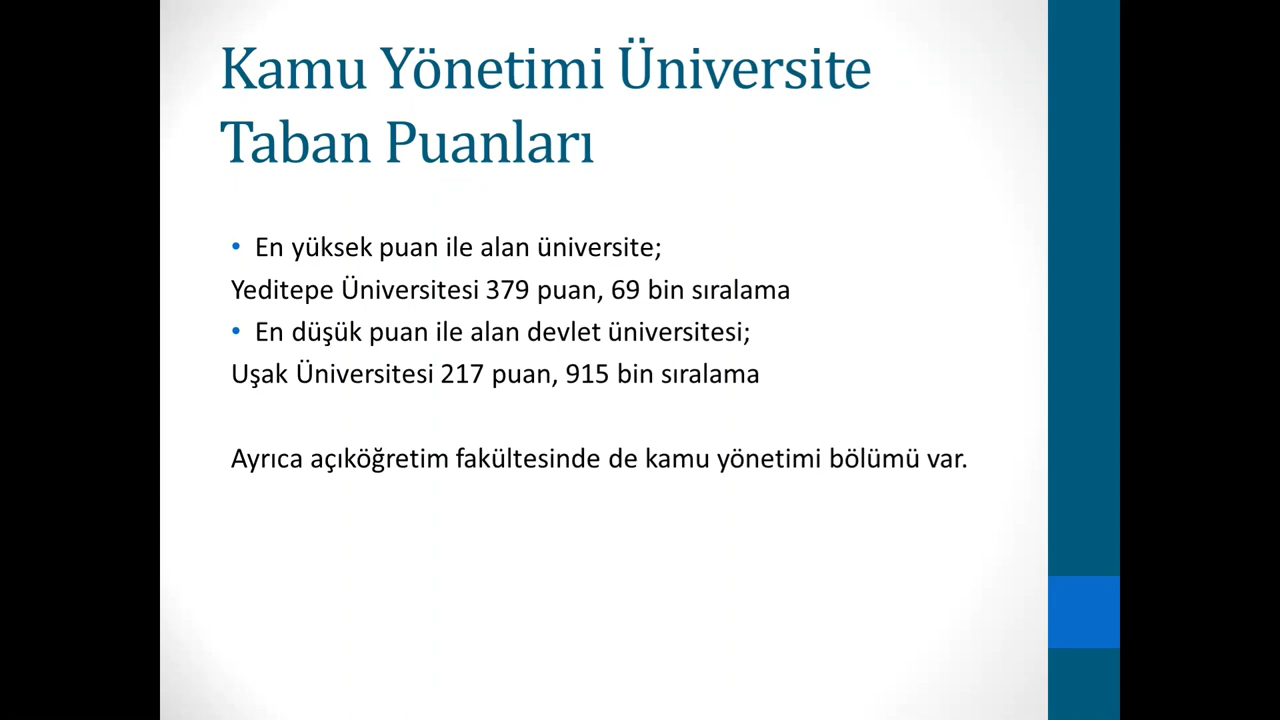 Kamu Yönetimi Üniversite
Taban Puanları
• En yüksek puan ile alan üniversite;
Yeditepe Üniversitesi 379 puan, 69 bin sıralama
• En düşük puan ile alan devlet üniversitesi;
Uşak Üniversitesi 217 puan, 915 bin sıralama
Ayrıca açıköğretim fakültesinde de kamu yönetimi bölümü var.